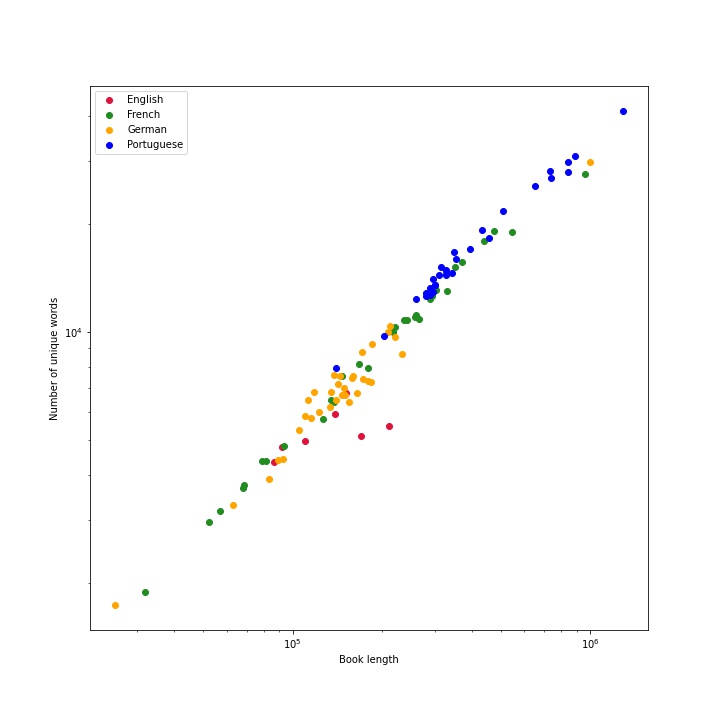 English
French
German
Portuguese
Number of unique words
10⁴
10⁵
10⁶
Book length